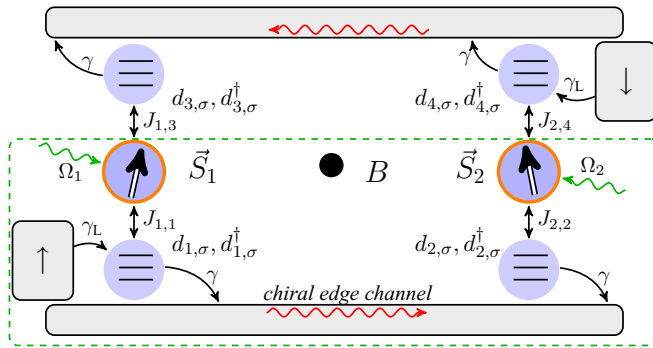 γ
γ
γ_L
↓
d_{3,σ}, d†_{3,σ}
d_{4,σ}, d†_{4,σ}
J_{1,3}
J_{2,4}
Ω_1
S⃗_1
B
S⃗_2
Ω_2
J_{1,1}
J_{2,2}
γ_L
↑
d_{1,σ}, d†_{1,σ}
d_{2,σ}, d†_{2,σ}
γ
γ
chiral edge channel